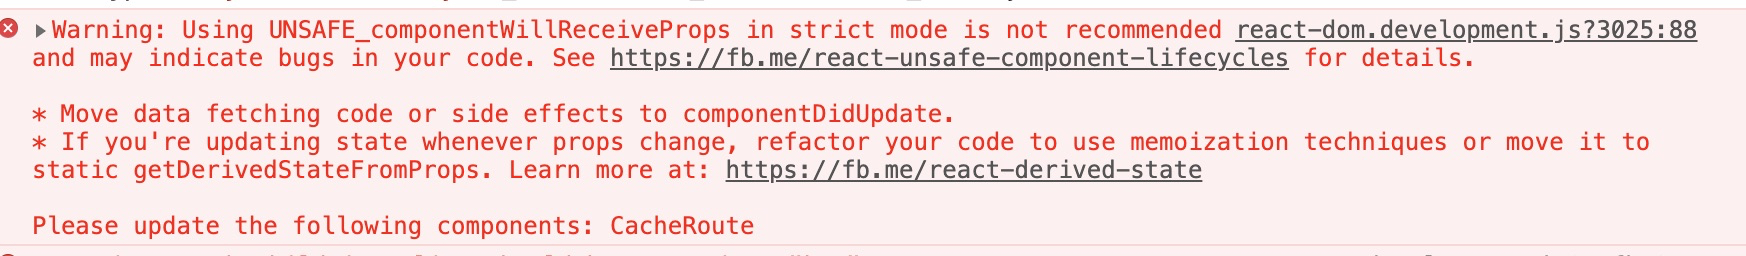 Warning: Using UNSAFE_componentWillReceiveProps in strict mode is not recommended react-dom.development.js?3025:88
and may indicate bugs in your code. See https://fb.me/react-unsafe-component-lifecycles for details.
* Move data fetching code or side effects to componentDidUpdate.
* If you're updating state whenever props change, refactor your code to use memoization techniques or move it to
static getDerivedStateFromProps. Learn more at: https://fb.me/react-derived-state
Please update the following components: CacheRoute